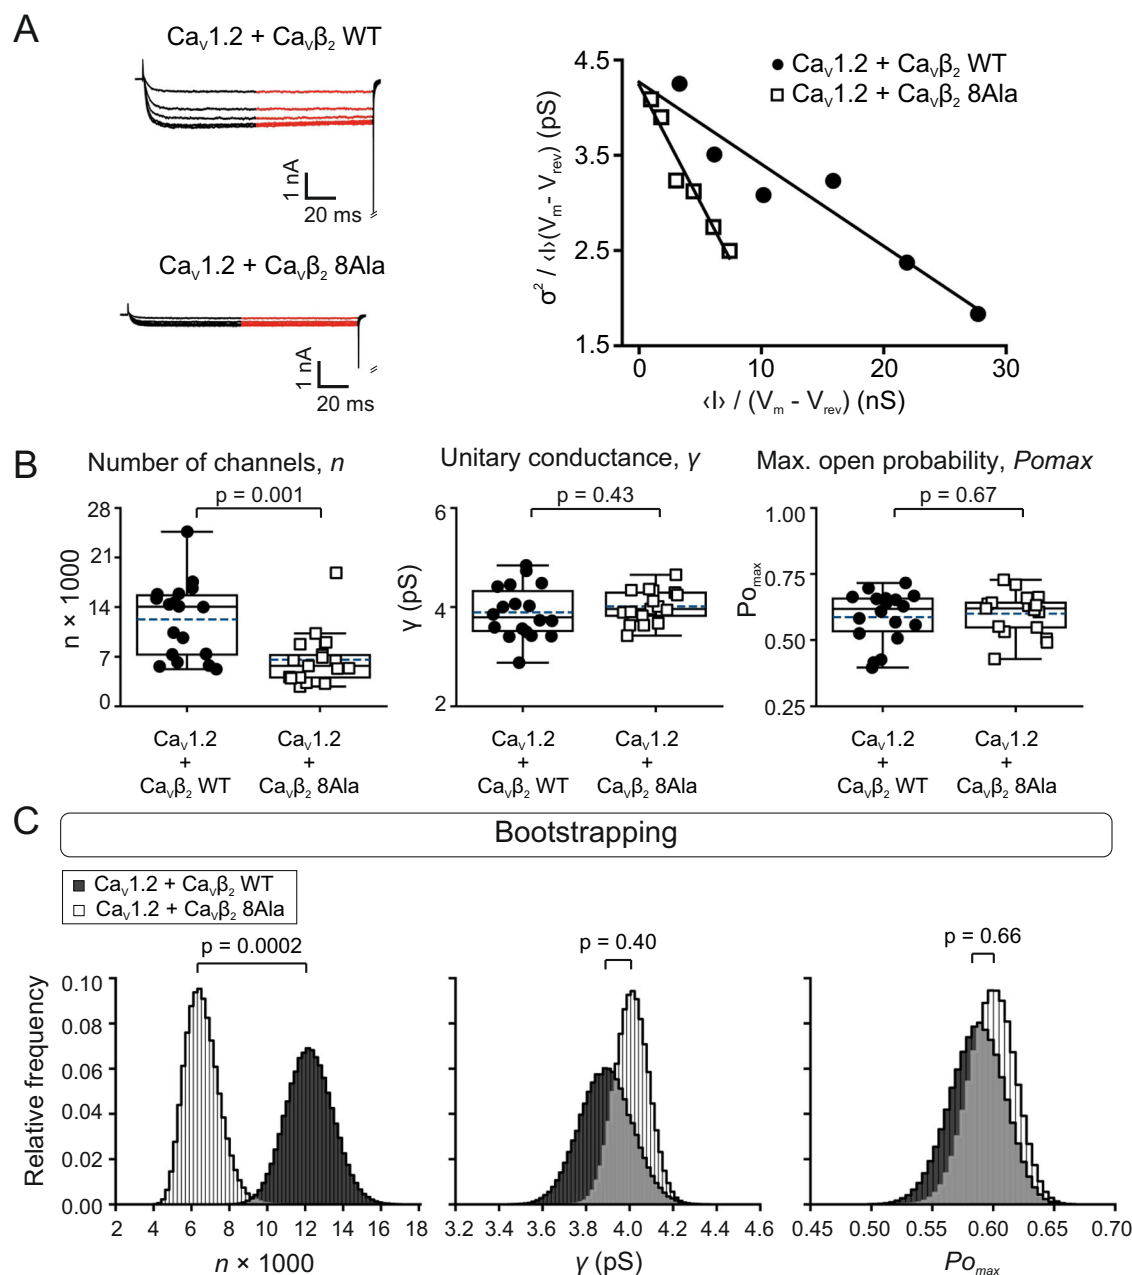 A
Caᵥ1.2 + Caᵥβ₂ WT
1 nA
20 ms
Caᵥ1.2 + Caᵥβ₂ 8Ala
1 nA
20 ms
● Caᵥ1.2 + Caᵥβ₂ WT
□ Caᵥ1.2 + Caᵥβ₂ 8Ala
σ² / ‹I›(Vm- Vrev) (pS)
4.5
3.5
2.5
1.5
0 10 20 30
‹I› / (Vm - Vrev) (nS)
B
Number of channels, n
p = 0.001
n × 1000
28
21
14
7
0
Caᵥ1.2 Caᵥ1.2
+ +
Caᵥβ₂ WT Caᵥβ₂ 8Ala
Unitary conductance, γ
p = 0.43
γ (pS)
6
4
2
Caᵥ1.2 Caᵥ1.2
+ +
Caᵥβ₂ WT Caᵥβ₂ 8Ala
Max. open probability, Pomax
p = 0.67
Pomax
1.00
0.75
0.50
0.25
Caᵥ1.2 Caᵥ1.2
+ +
Caᵥβ₂ WT Caᵥβ₂ 8Ala
C
Bootstrapping
■ Caᵥ1.2 + Caᵥβ₂ WT
□ Caᵥ1.2 + Caᵥβ₂ 8Ala
p = 0.0002
Relative frequency
0.10
0.08
0.06
0.04
0.02
0.00
2 4 6 8 10 12 14 16 18
n × 1000
p = 0.40
3.2 3.4 3.6 3.8 4.0 4.2 4.4 4.6
γ (pS)
p = 0.66
0.45 0.50 0.55 0.60 0.65 0.70
Pomax